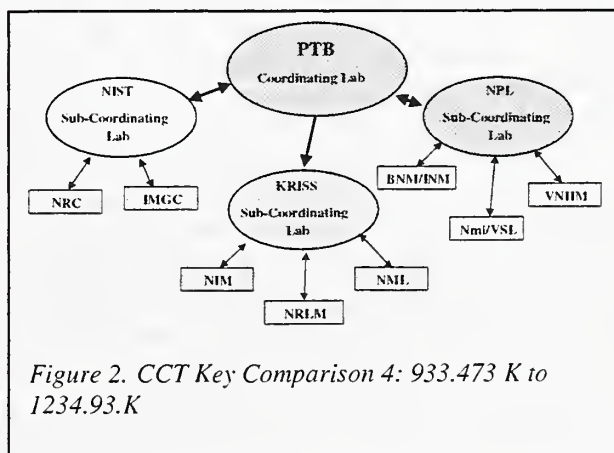 PTB
Coordinating Lab
NIST
Sub-Coordinating
Lab
NPL
Sub-Coordinating
Lab
NRC
IMGC
KRISS
Sub-Coordinating
Lab
BNM/INM
VNIIM
Nmi/VSL
NIM
NML
NRLM
Figure 2. CCT Key Comparison 4: 933.473 K to
1234.93.K